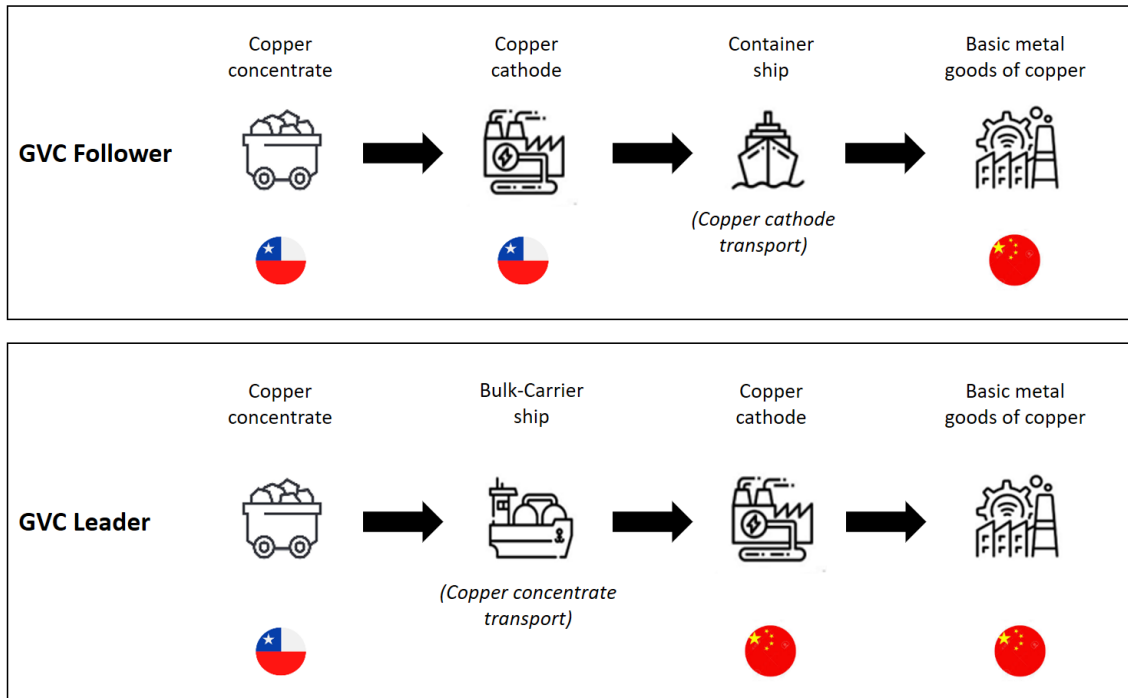 Copper
concentrate
Copper
cathode
Container
ship
Basic metal
goods of copper
GVC Follower
(Copper cathode
transport)
Copper
concentrate
Bulk-Carrier
ship
Copper
cathode
Basic metal
goods of copper
GVC Leader
(Copper concentrate
transport)